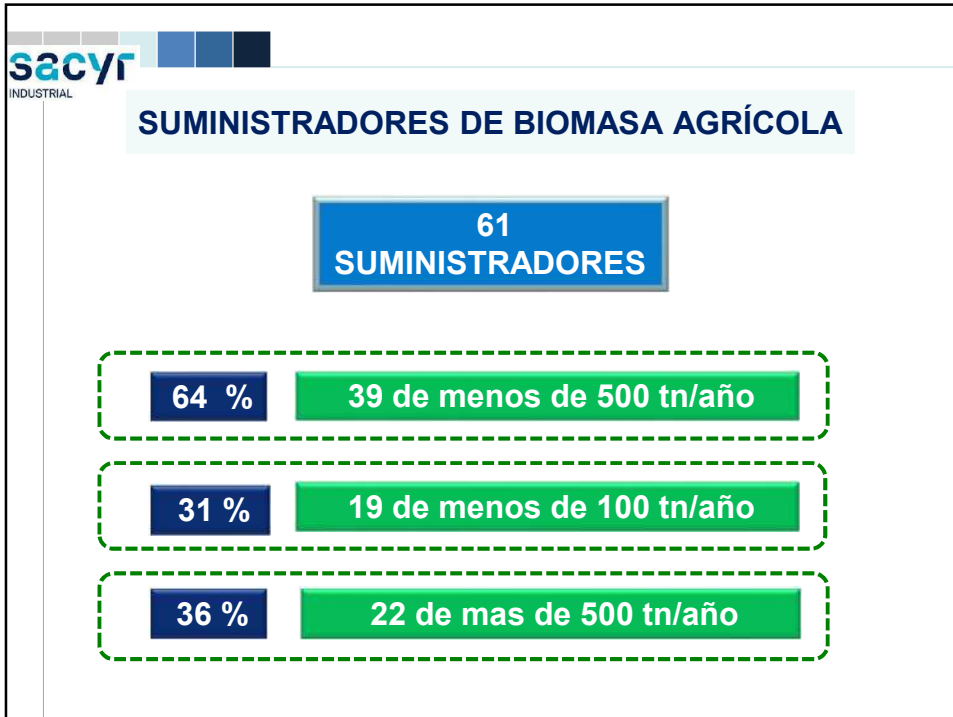 sacyr
INDUSTRIAL
SUMINISTRADORES DE BIOMASA AGRÍCOLA
61
SUMINISTRADORES
64 % 39 de menos de 500 tn/año
31 % 19 de menos de 100 tn/año
36 % 22 de mas de 500 tn/año